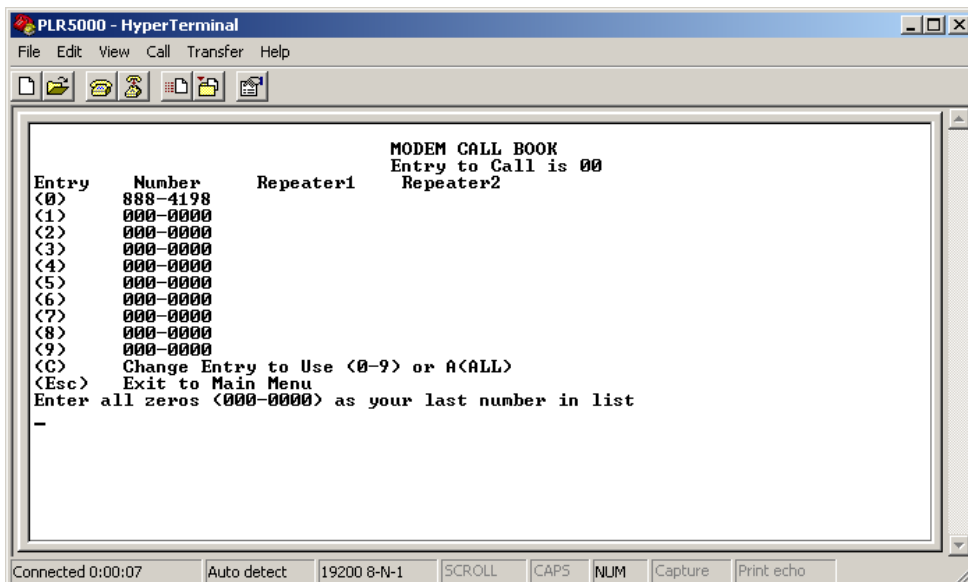 PLR5000 - HyperTerminal
File Edit View Call Transfer Help
MODEM CALL BOOK
Entry to Call is 00
Entry Number Repeater1 Repeater2
(0) 888-4198
(1) 000-0000
(2) 000-0000
(3) 000-0000
(4) 000-0000
(5) 000-0000
(6) 000-0000
(7) 000-0000
(8) 000-0000
(9) 000-0000
(C) Change Entry to Use (0-9) or A(ALL)
(Esc) Exit to Main Menu
Enter all zeros (000-0000) as your last number in list
Connected 0:00:07 Auto detect 19200 8-N-1 SCROLL CAPS NUM Capture Print echo